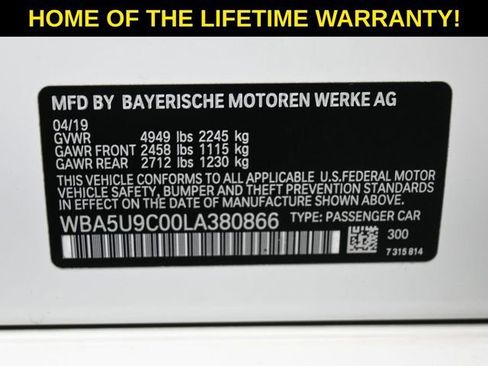 HOME OF THE LIFETIME WARRANTY!
MFD BY BAYERISCHE MOTOREN WERKE AG
04/19
GVWR 4949 lbs 2245 kg
GAWR FRONT 2458 lbs 1115 kg
GAWR REAR 2712 lbs 1230 kg
THIS VEHICLE CONFORMS TO ALL APPLICABLE U.S.FEDERAL MOTOR
VEHICLE SAFETY, BUMPER AND THEFT PREVENTION STANDARDS
IN EFFECT ON THE DATE OF MANUFACTURE SHOWN ABOVE.
WBA5U9C00LA380866 TYPE: PASSENGER CAR
300
7 315 814